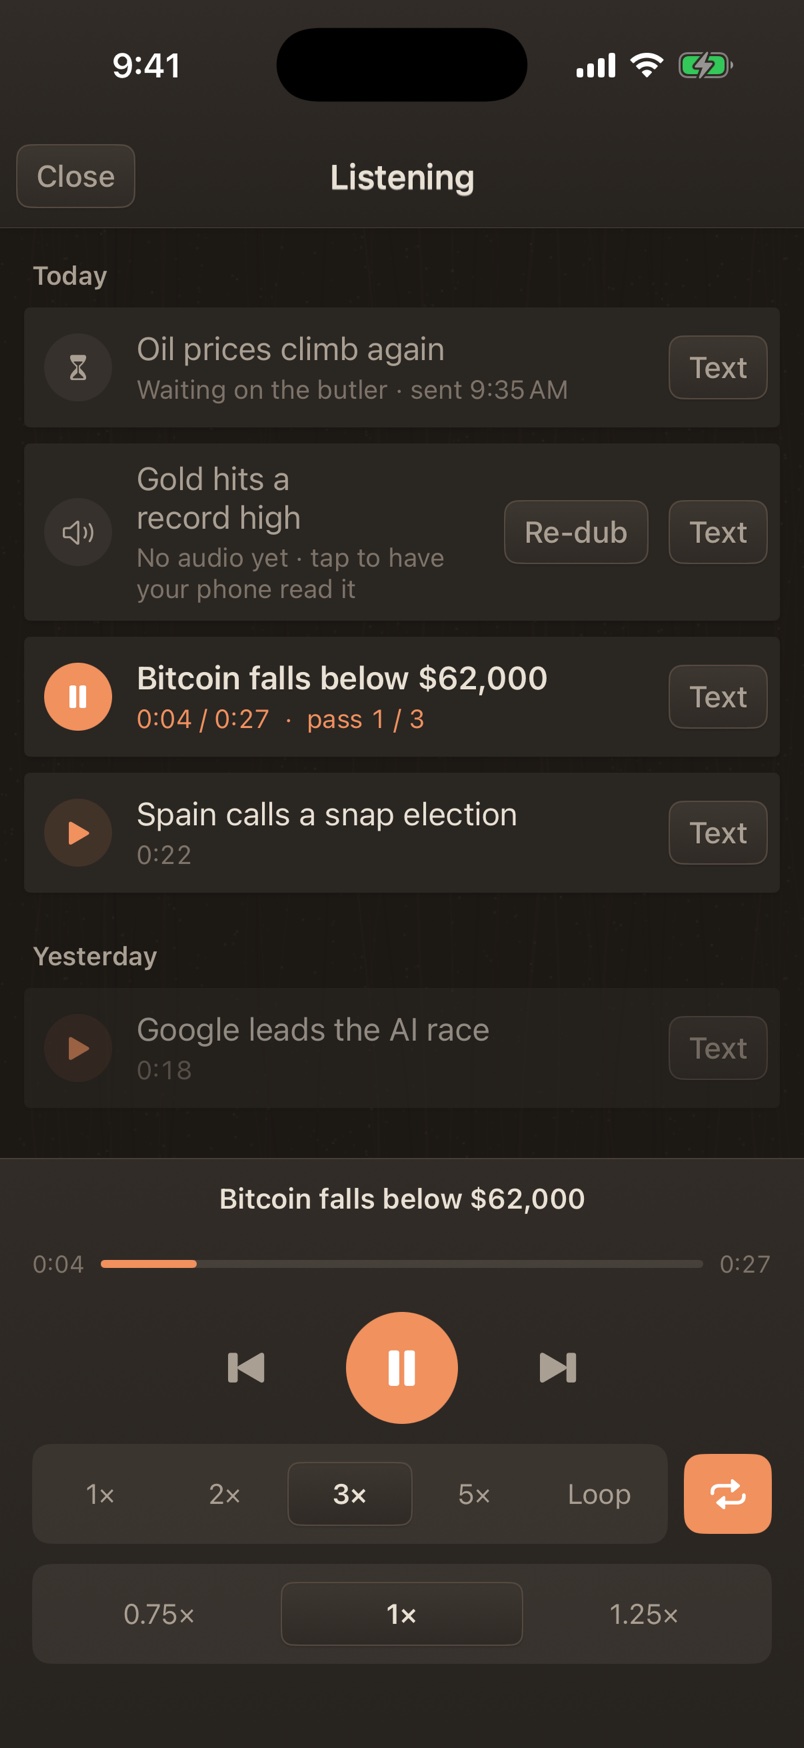 9:41
Close
Listening
Today
Oil prices climb again
Waiting on the butler · sent 9:35 AM
Text
Gold hits a
record high
No audio yet · tap to have
your phone read it
Re-dub
Text
Bitcoin falls below $62,000
0:04 / 0:27 · pass 1 / 3
Text
Spain calls a snap election
0:22
Text
Yesterday
Google leads the AI race
0:18
Text
Bitcoin falls below $62,000
0:04
0:27
1× 2× 3× 5× Loop
0.75× 1× 1.25×